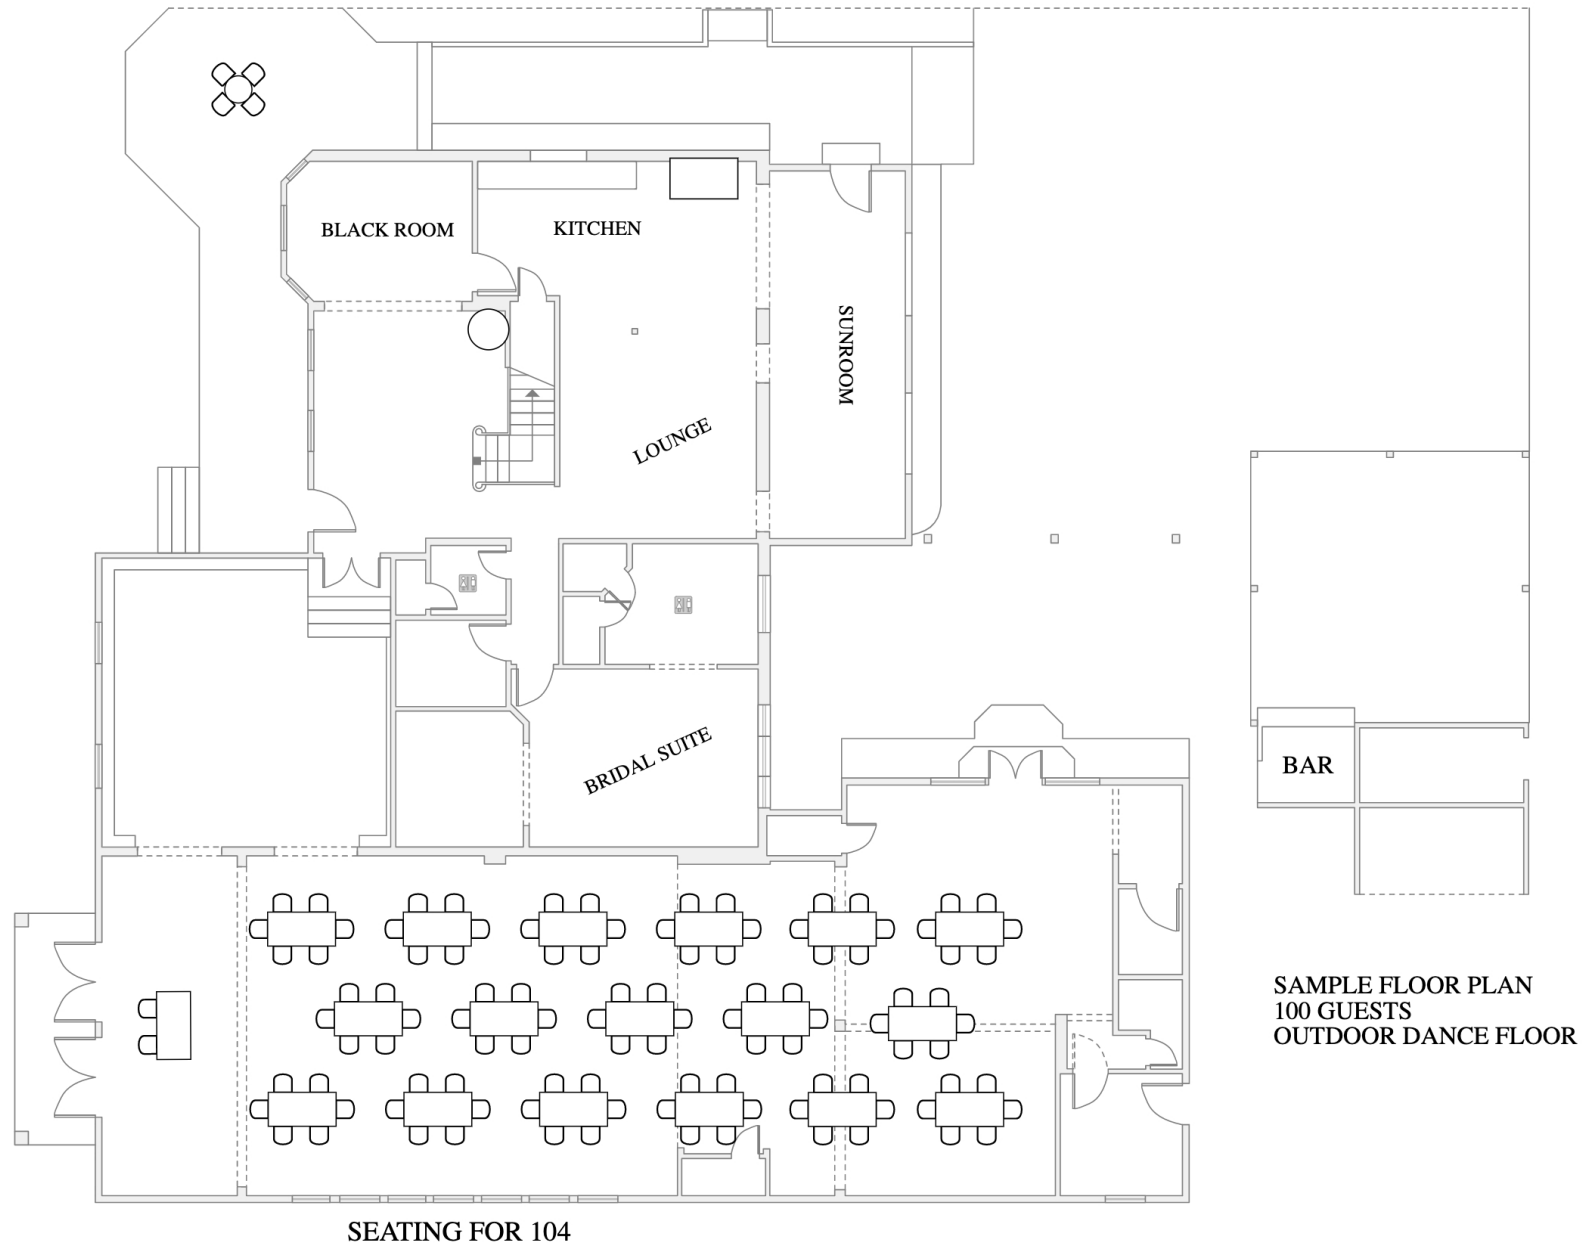 BLACK ROOM
KITCHEN
SUNROOM
LOUNGE
BRIDAL SUITE
BAR
SAMPLE FLOOR PLAN
100 GUESTS
OUTDOOR DANCE FLOOR
SEATING FOR 104